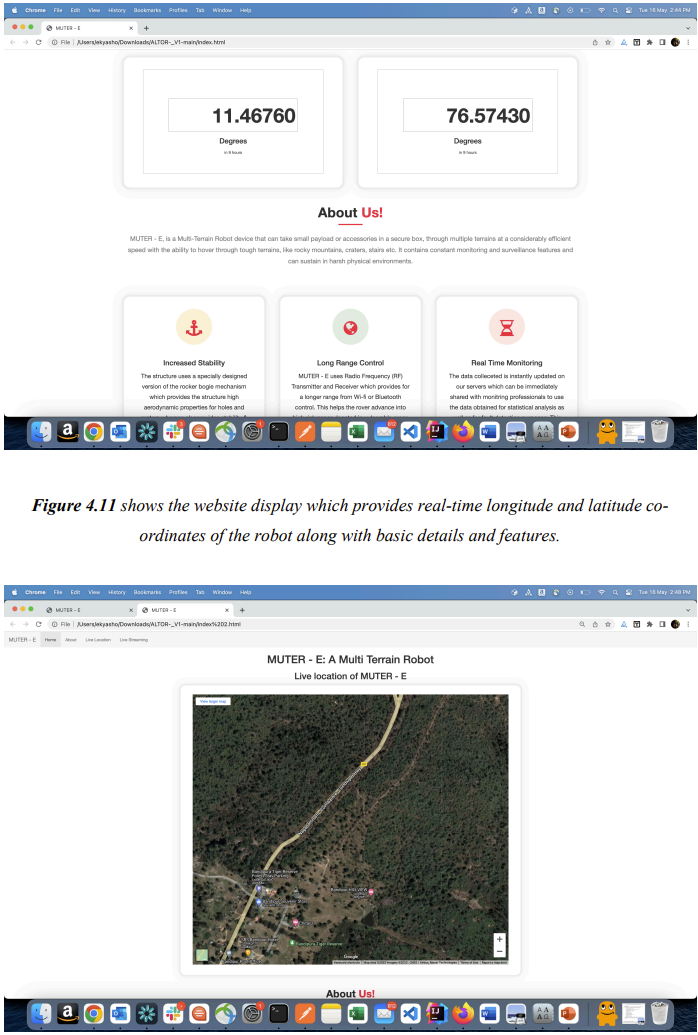 Chrome File Edit View History Bookmarks Profiles Tab Window Help Tue 16 May 2:44 PM
MUTER - E
File /Users/ekyasho/Downloads/ALTOR-_V1-main/index.html
11.46760 76.57430
Degrees Degrees
in 9 hours in 9 hours
About Us!
MUTER - E, is a Multi-Terrain Robot device that can take small payload or accessories in a secure box, through multiple terrains at a considerably efficient
speed with the ability to hover through tough terrains, like rocky mountains, craters, stairs etc. It contains constant monitoring and surveillance features and
can sustain in harsh physical environments.
Increased Stability Long Range Control Real Time Monitoring
The structure uses a specially designed MUTER - E uses Radio Frequency (RF) The data colleceted is instantly updated on
version of the rocker bogie mechanism Transmitter and Receiver which provides for our servers which can be immediately
which provides the structure high a longer range from Wi-5 or Bluetooth shared with monitring professionals to use
aerodynamic properties for holes and control. This helps the rover advance into the data obtained for statistical analysis as
Figure 4.11 shows the website display which provides real-time longitude and latitude co-
ordinates of the robot along with basic details and features.
Chrome File Edit View History Bookmarks Profiles Tab Window Help Tue 16 May 2:48 PM
MUTER - E MUTER - E
File /Users/ekyasho/Downloads/ALTOR-_V1-main/index%202.html
MUTER - E Home About Live Location Live Streaming
MUTER - E: A Multi Terrain Robot
Live location of MUTER - E
View larger map
Bandipura Tiger Reserve
Bandipura Tiger Reserve
Google
About Us!